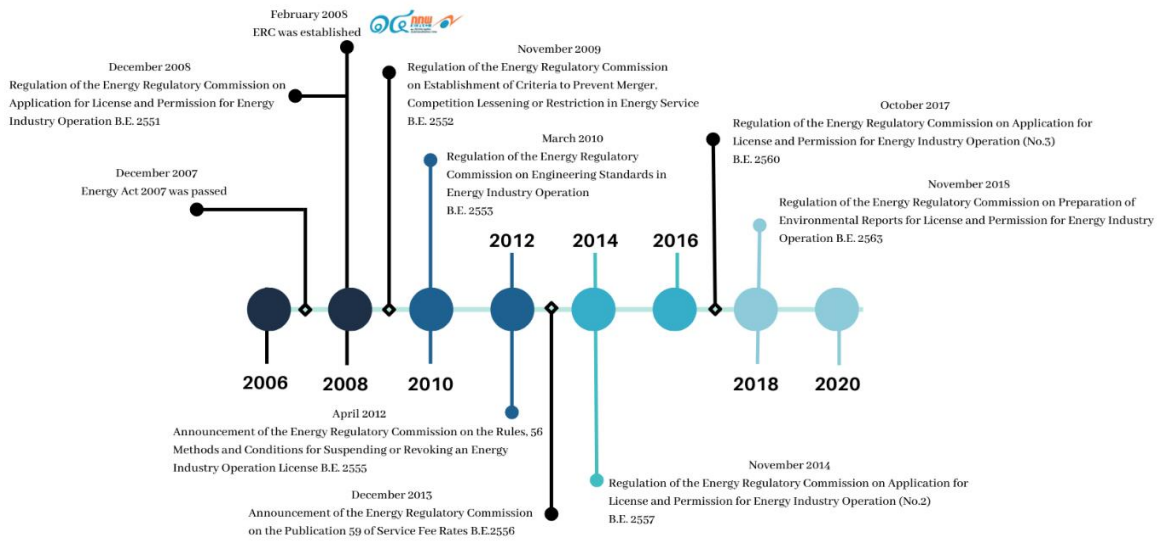 February 2008
ERC was established
December 2008
Regulation of the Energy Regulatory Commission on
Application for License and Permission for Energy
Industry Operation B.E. 2551
December 2007
Energy Act 2007 was passed
November 2009
Regulation of the Energy Regulatory Commission
on Establishment of Criteria to Prevent Merger,
Competition Lessening or Restriction in Energy Service
B.E. 2552
March 2010
Regulation of the Energy Regulatory
Commission on Engineering Standards in
Energy Industry Operation
B.E. 2553
October 2017
Regulation of the Energy Regulatory Commission on Application for
License and Permission for Energy Industry Operation (No.3)
B.E. 2560
November 2018
Regulation of the Energy Regulatory Commission on Preparation of
Environmental Reports for License and Permission for Energy Industry
Operation B.E. 2563
2012
2014
2016
2006
2008
2010
2018
2020
April 2012
Announcement of the Energy Regulatory Commission on the Rules, 56
Methods and Conditions for Suspending or Revoking an Energy
Industry Operation License B.E. 2555
December 2013
Announcement of the Energy Regulatory Commission
on the Publication 59 of Service Fee Rates B.E.2556
November 2014
Regulation of the Energy Regulatory Commission on Application for
License and Permission for Energy Industry Operation (No.2)
B.E. 2557